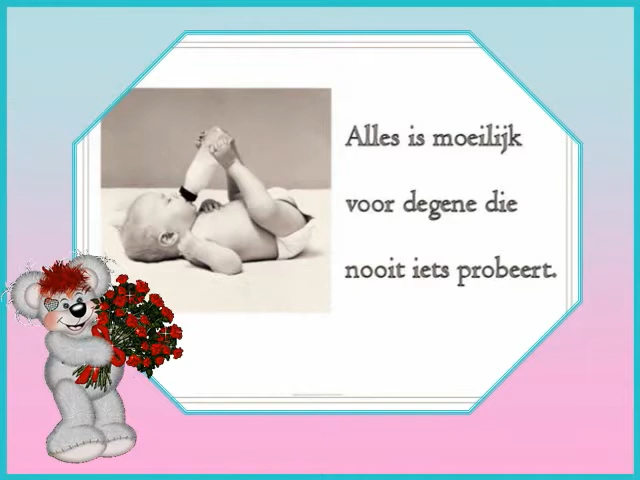 Alles is moeilijk
voor degene die
nooit iets probeert.